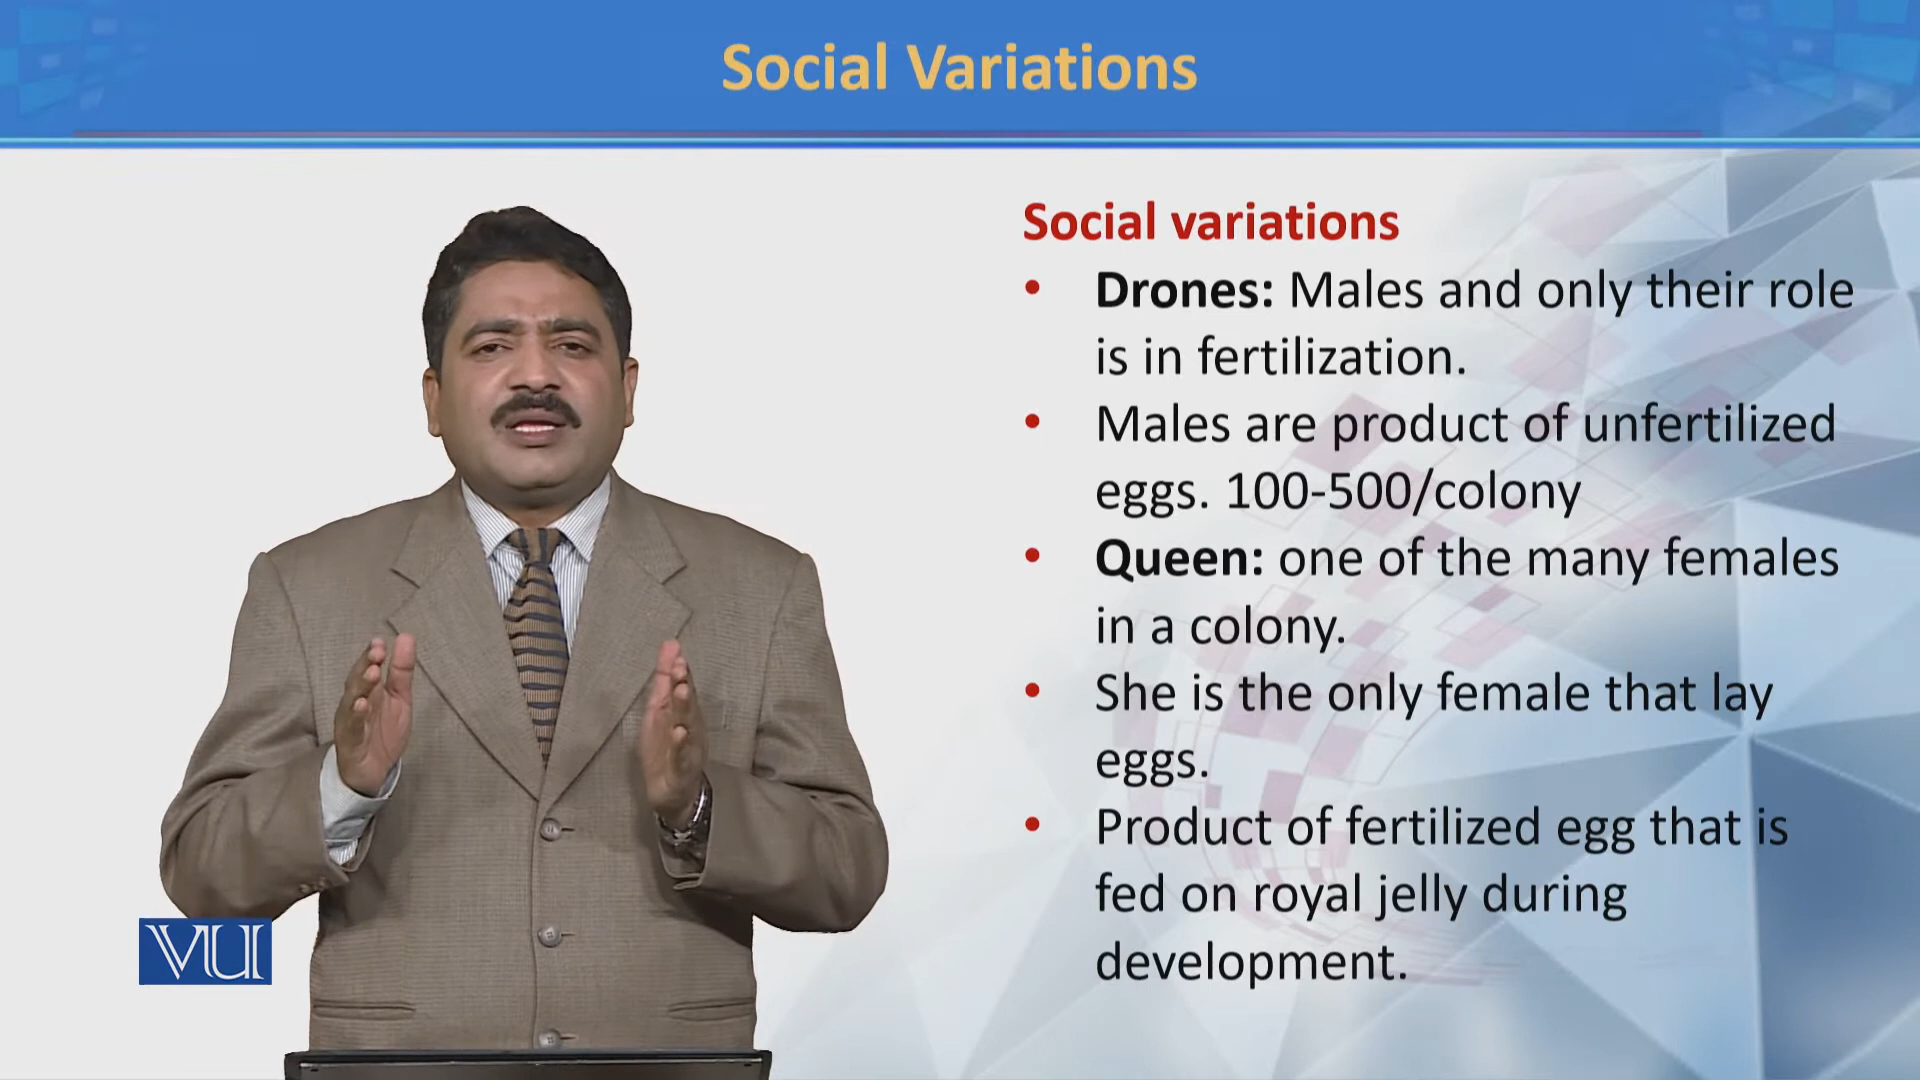 Social Variations
Social variations
• Drones: Males and only their role
is in fertilization.
• Males are product of unfertilized
eggs. 100-500/colony
• Queen: one of the many females
in a colony.
• She is the only female that lay
eggs.
• Product of fertilized egg that is
fed on royal jelly during
development.
VU